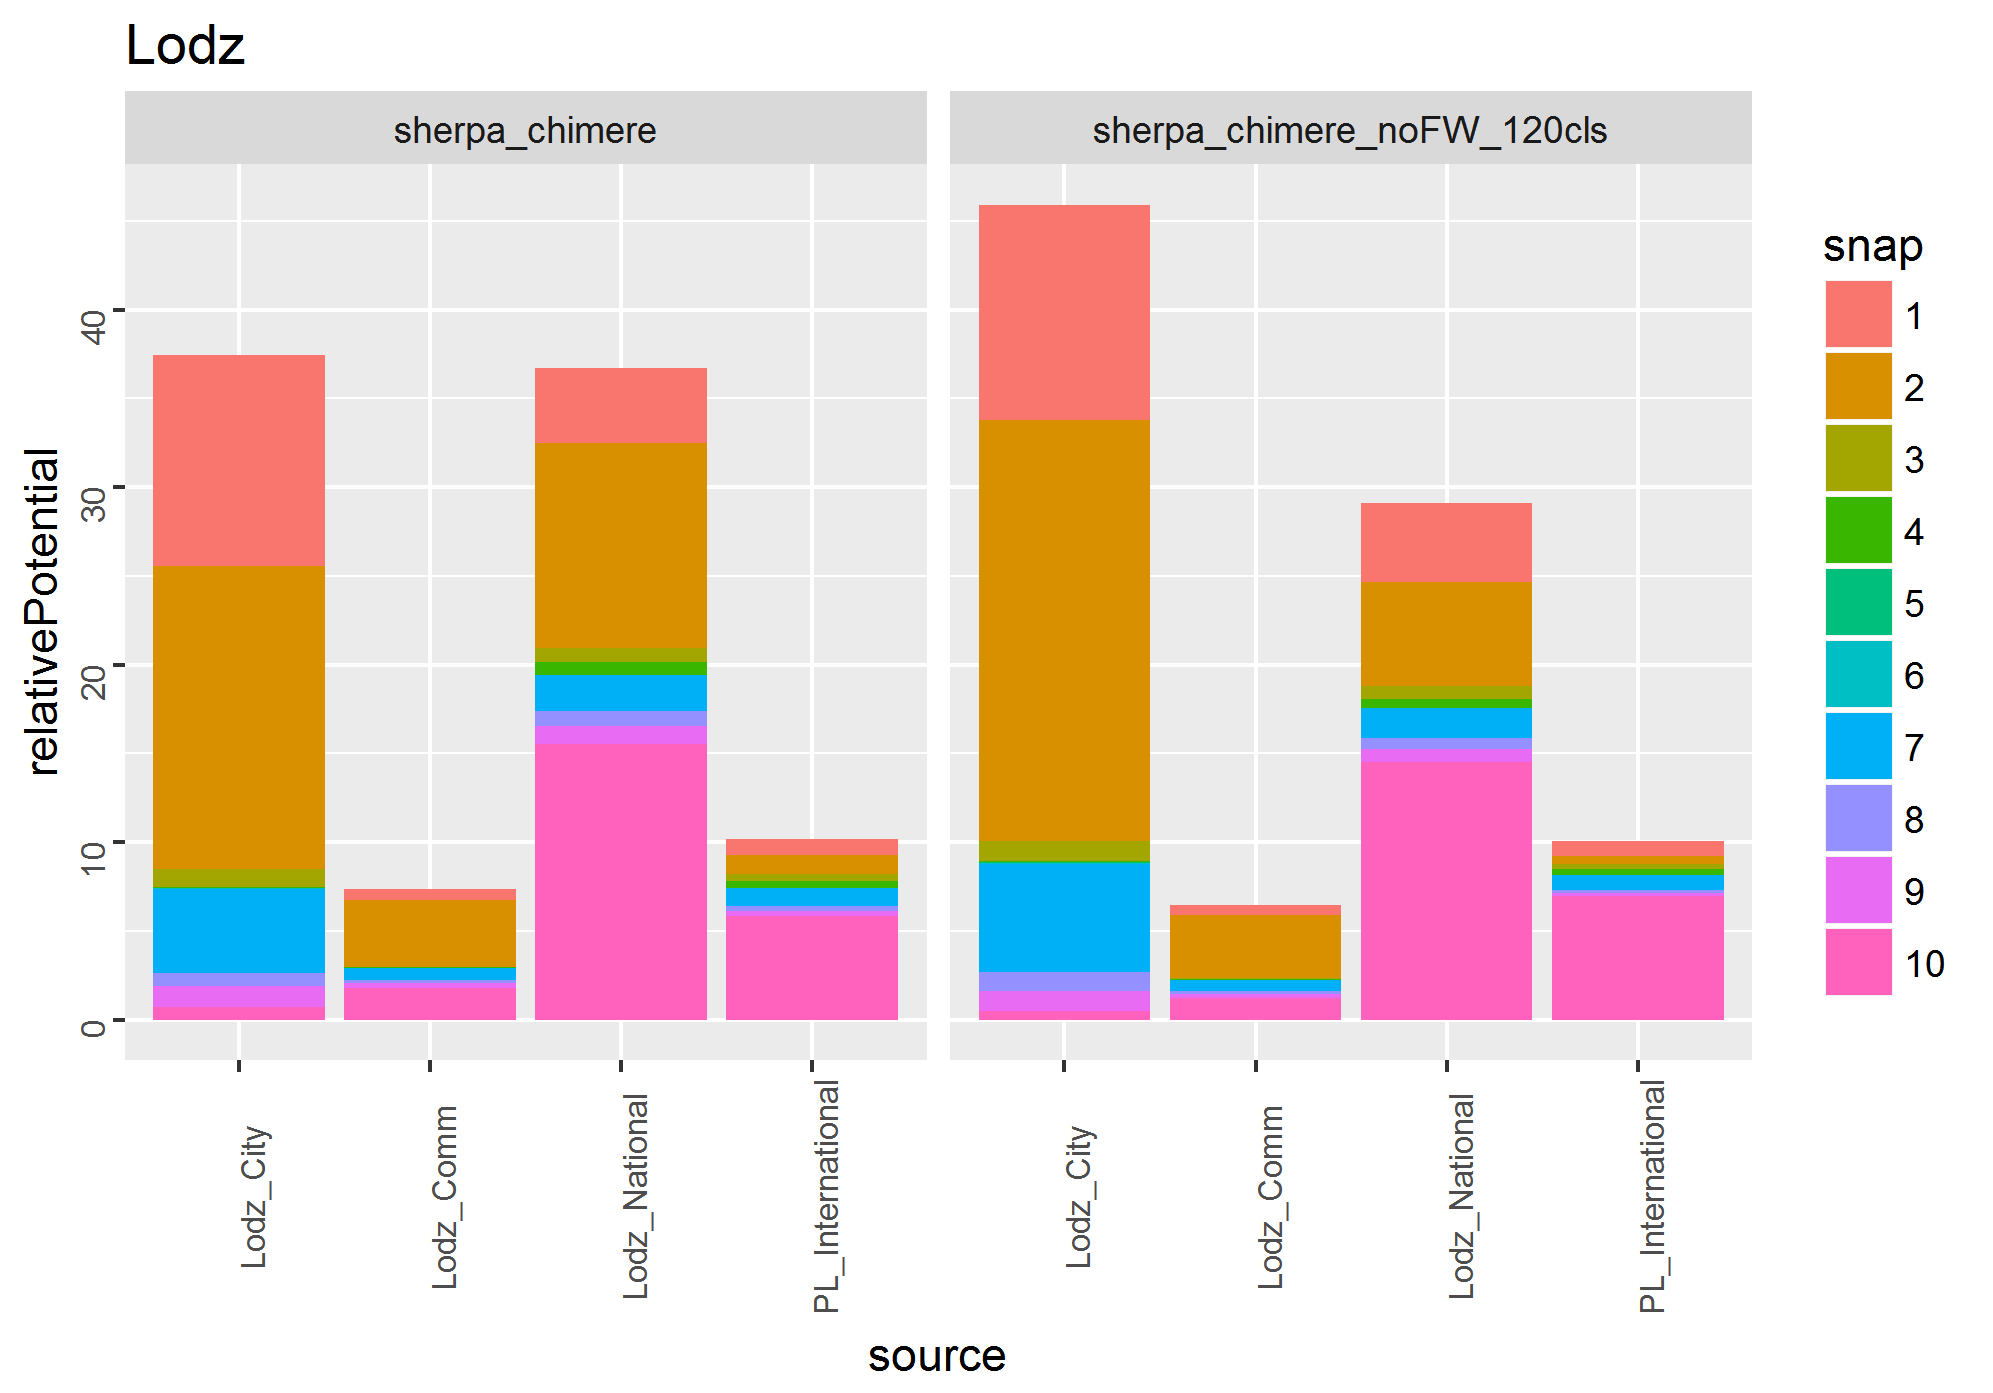 Lodz
sherpa_chimere
sherpa_chimere_noFW_120cls
relativePotential
40
30
20
10
0
Lodz_City
Lodz_Comm
Lodz_National
PL_International
Lodz_City
Lodz_Comm
Lodz_National
PL_International
source
snap
1
2
3
4
5
6
7
8
9
10